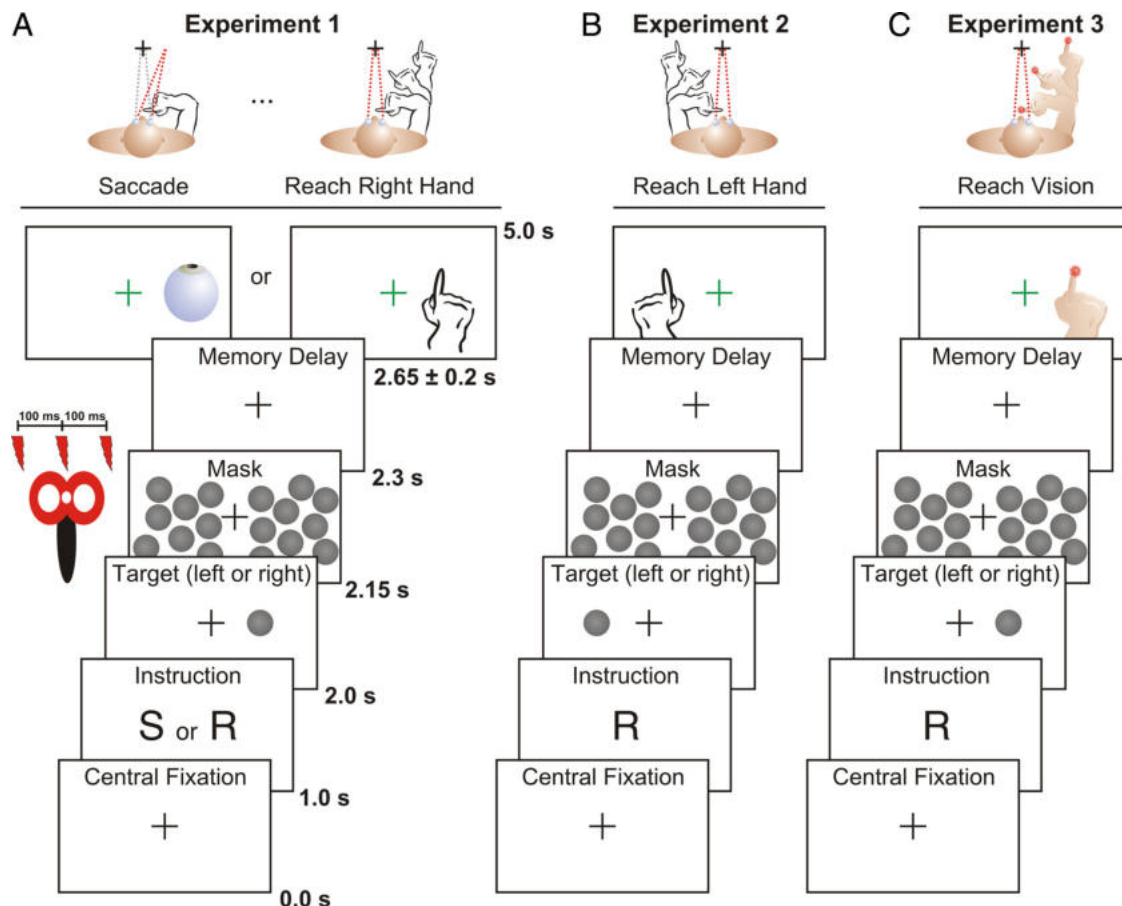 A Experiment 1
...
Saccade
Reach Right Hand
5.0 s
or
Memory Delay
2.65 ± 0.2 s
100 ms 100 ms
Mask
2.3 s
Target (left or right)
2.15 s
Instruction
S or R
2.0 s
Central Fixation
1.0 s
0.0 s
B Experiment 2
Reach Left Hand
Memory Delay
Mask
Target (left or right)
Instruction
R
Central Fixation
C Experiment 3
Reach Vision
Memory Delay
Mask
Target (left or right)
Instruction
R
Central Fixation